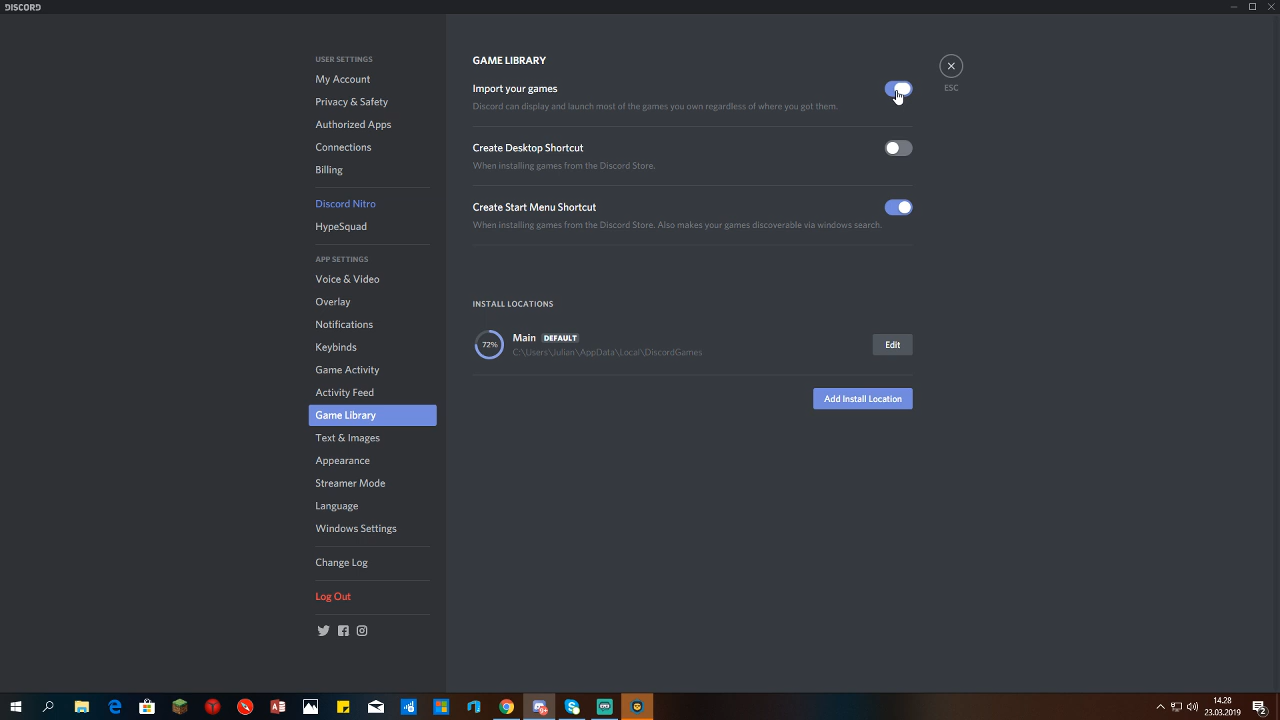 DISCORD
USER SETTINGS
My Account
Privacy & Safety
Authorized Apps
Connections
Billing
Discord Nitro
HypeSquad
APP SETTINGS
Voice & Video
Overlay
Notifications
Keybinds
Game Activity
Activity Feed
Game Library
Text & Images
Appearance
Streamer Mode
Language
Windows Settings
Change Log
Log Out
GAME LIBRARY
Import your games
Discord can display and launch most of the games you own regardless of where you got them.
Create Desktop Shortcut
When installing games from the Discord Store.
Create Start Menu Shortcut
When installing games from the Discord Store. Also makes your games discoverable via windows search.
INSTALL LOCATIONS
72%
Main DEFAULT
C:\Users\Julian\AppData\Local\DiscordGames
Edit
Add Install Location
ESC
14.28
23.03.2019
2